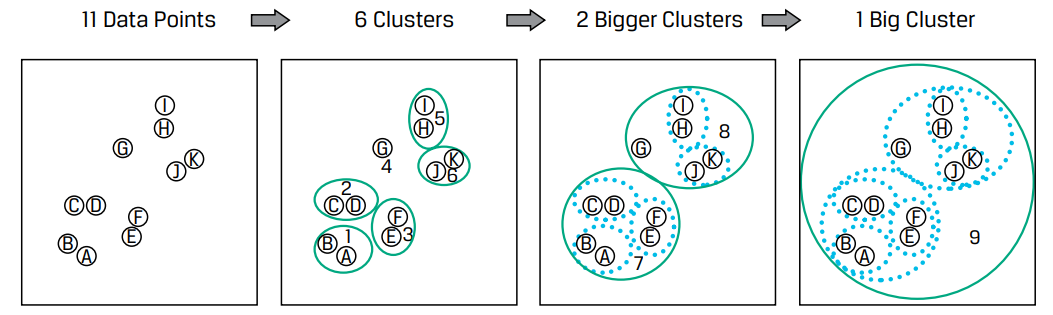 11 Data Points
6 Clusters
2 Bigger Clusters
1 Big Cluster
I
H
G
K
J
C D
F
E
B
A
I
5
H
G
4
K
J 6
2
C D
F
E 3
1
B
A
I
H
8
G
K
J
C D
F
E
B
A
7
I
H
G
K
J
C D
F
E
B
A
9